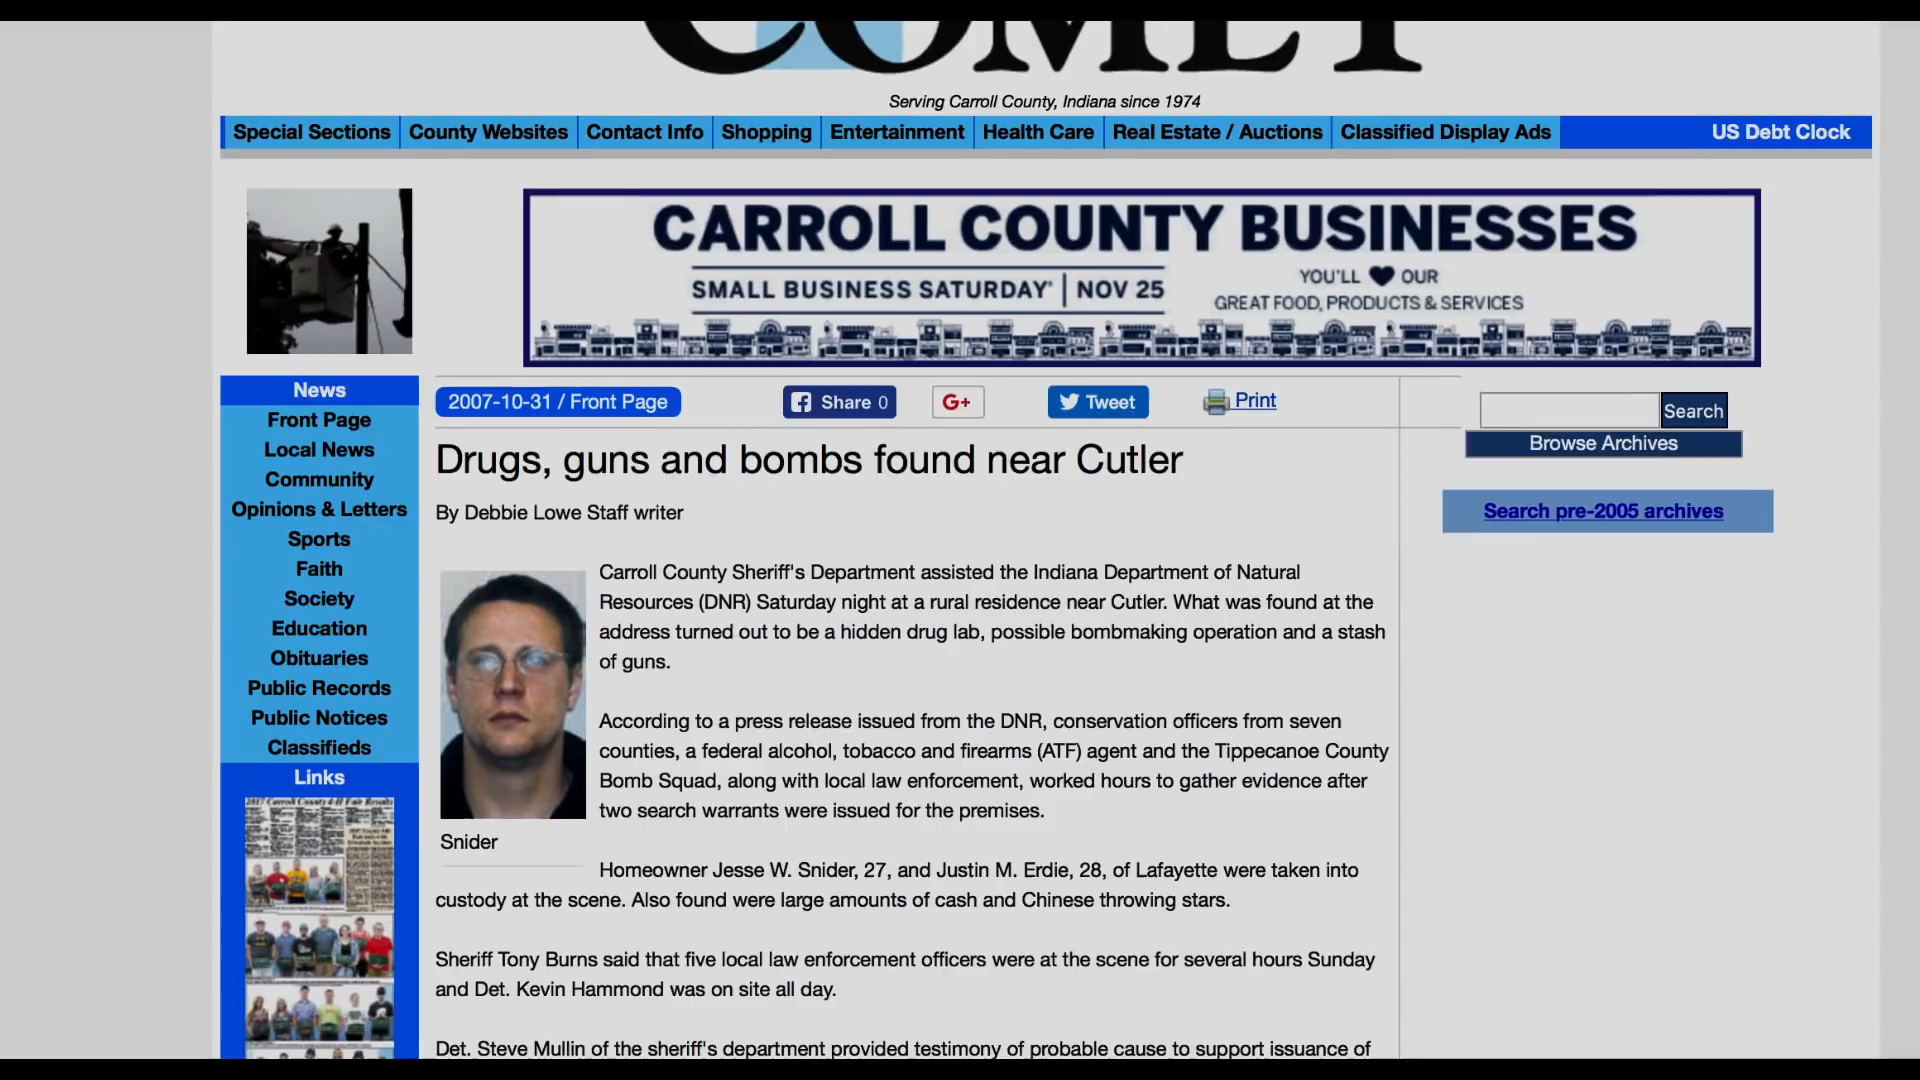 COMET
Serving Carroll County, Indiana since 1974
Special Sections County Websites Contact Info Shopping Entertainment Health Care Real Estate / Auctions Classified Display Ads US Debt Clock
CARROLL COUNTY BUSINESSES
SMALL BUSINESS SATURDAY | NOV 25
YOU'LL ♥ OUR
GREAT FOOD, PRODUCTS & SERVICES
News
Front Page
Local News
Community
Opinions & Letters
Sports
Faith
Society
Education
Obituaries
Public Records
Public Notices
Classifieds
Links
2017 Carroll County 4-H Fair Results
2007-10-31 / Front Page
Share 0
G+
Tweet
Print
Search
Browse Archives
Search pre-2005 archives
Drugs, guns and bombs found near Cutler
By Debbie Lowe Staff writer
Carroll County Sheriff's Department assisted the Indiana Department of Natural
Resources (DNR) Saturday night at a rural residence near Cutler. What was found at the
address turned out to be a hidden drug lab, possible bombmaking operation and a stash
of guns.
According to a press release issued from the DNR, conservation officers from seven
counties, a federal alcohol, tobacco and firearms (ATF) agent and the Tippecanoe County
Bomb Squad, along with local law enforcement, worked hours to gather evidence after
two search warrants were issued for the premises.
Snider
Homeowner Jesse W. Snider, 27, and Justin M. Erdie, 28, of Lafayette were taken into
custody at the scene. Also found were large amounts of cash and Chinese throwing stars.
Sheriff Tony Burns said that five local law enforcement officers were at the scene for several hours Sunday
and Det. Kevin Hammond was on site all day.
Det. Steve Mullin of the sheriff's department provided testimony of probable cause to support issuance of